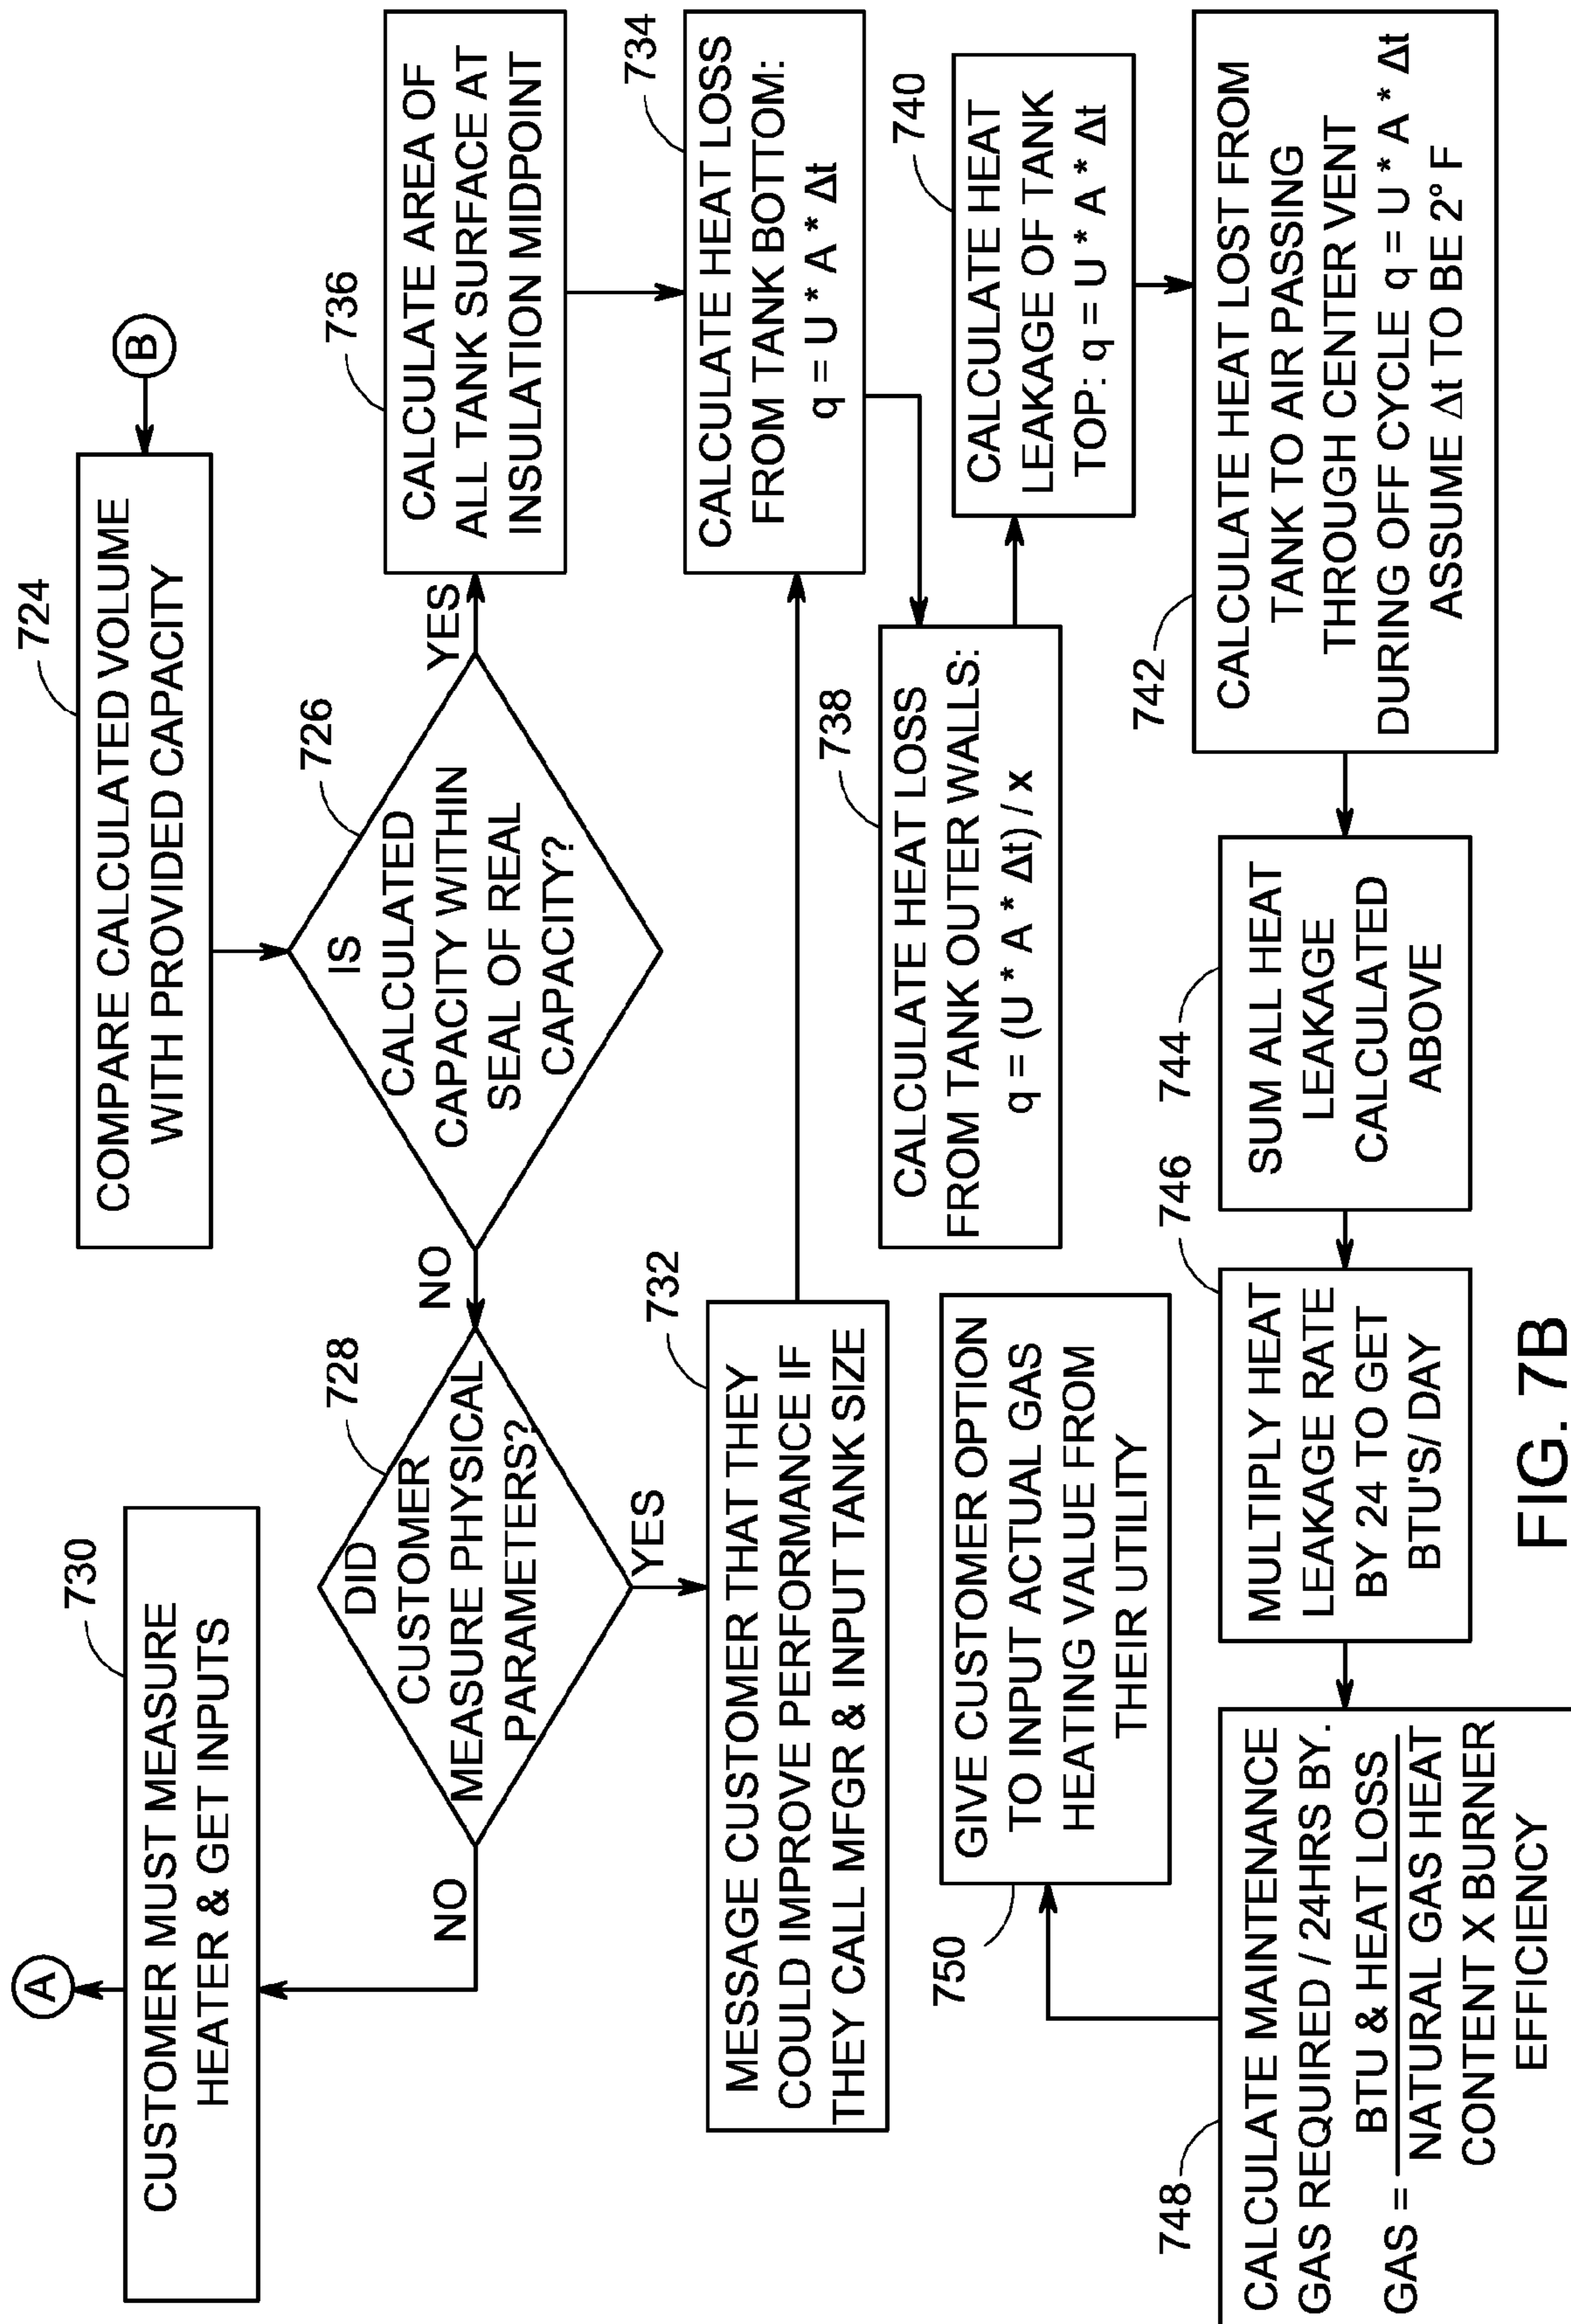 B
724
COMPARE CALCULATED VOLUME
WITH PROVIDED CAPACITY
726
IS
CALCULATED
CAPACITY WITHIN
SEAL OF REAL
CAPACITY?
YES
NO
736
CALCULATE AREA OF
ALL TANK SURFACE AT
INSULATION MIDPOINT
734
CALCULATE HEAT LOSS
FROM TANK BOTTOM:
q = U * A * Δt
728
DID
CUSTOMER
MEASURE PHYSICAL
PARAMETERS?
NO
YES
A
730
CUSTOMER MUST MEASURE
HEATER & GET INPUTS
732
MESSAGE CUSTOMER THAT THEY
COULD IMPROVE PERFORMANCE IF
THEY CALL MFGR & INPUT TANK SIZE
738
CALCULATE HEAT LOSS
FROM TANK OUTER WALLS:
q = (U * A * Δt) / x
740
CALCULATE HEAT
LEAKAGE OF TANK
TOP: q = U * A * Δt
742
CALCULATE HEAT LOST FROM
TANK TO AIR PASSING
THROUGH CENTER VENT
DURING OFF CYCLE q = U * A * Δt
ASSUME Δt TO BE 2° F
744
SUM ALL HEAT
LEAKAGE
CALCULATED
ABOVE
746
MULTIPLY HEAT
LEAKAGE RATE
BY 24 TO GET
BTU'S/ DAY
748
CALCULATE MAINTENANCE
GAS REQUIRED / 24HRS BY.
BTU & HEAT LOSS
GAS =
NATURAL GAS HEAT
CONTENT X BURNER
EFFICIENCY
750
GIVE CUSTOMER OPTION
TO INPUT ACTUAL GAS
HEATING VALUE FROM
THEIR UTILITY
FIG. 7B